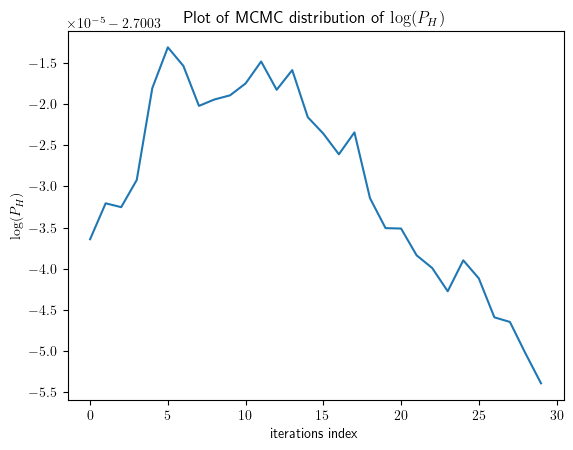 Plot of MCMC distribution of log(P_H)
×10⁻⁵ − 2.7003
−1.5
−2.0
−2.5
−3.0
−3.5
−4.0
−4.5
−5.0
−5.5
log(P_H)
0 5 10 15 20 25 30
iterations index